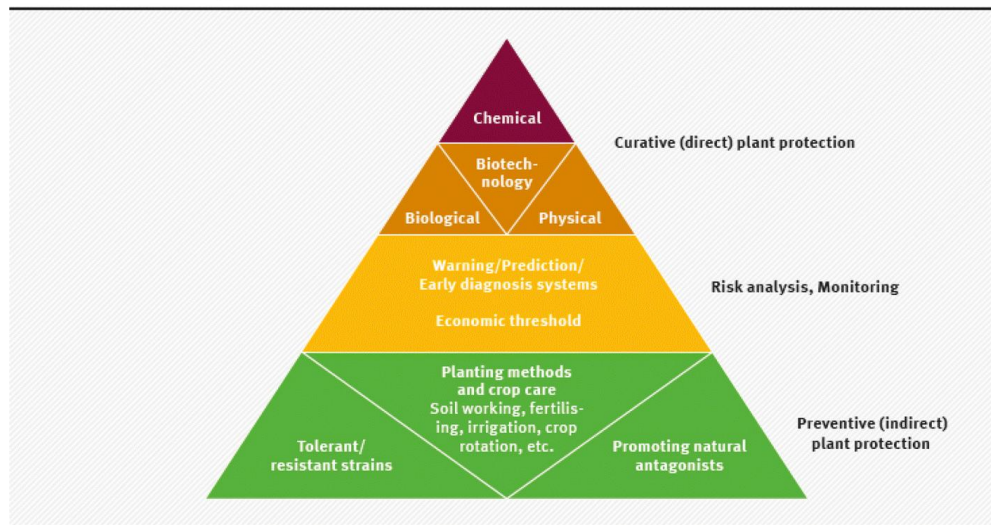 Chemical
Curative (direct) plant protection
Biotech-
nology
Biological
Physical
Warning/Prediction/
Early diagnosis systems
Economic threshold
Risk analysis, Monitoring
Planting methods
and crop care
Soil working, fertilis-
ing, irrigation, crop
rotation, etc.
Tolerant/
resistant strains
Promoting natural
antagonists
Preventive (indirect)
plant protection